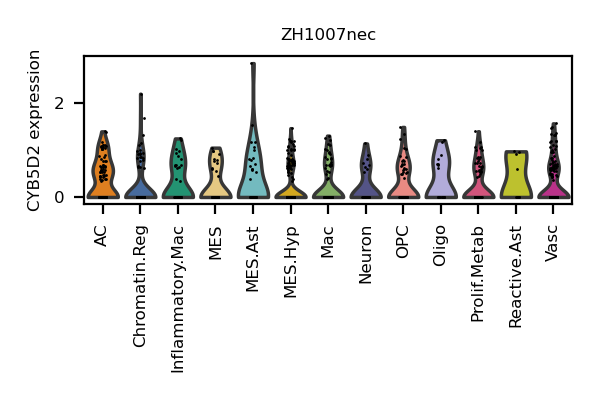 ZH1007nec
CYB5D2 expression
2
0
AC
Chromatin.Reg
Inflammatory.Mac
MES
MES.Ast
MES.Hyp
Mac
Neuron
OPC
Oligo
Prolif.Metab
Reactive.Ast
Vasc